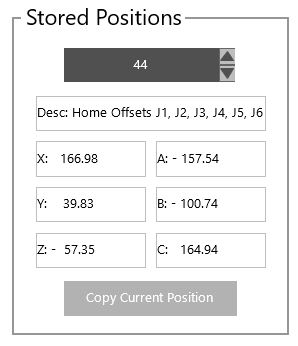 Stored Positions
44
Desc: Home Offsets J1, J2, J3, J4, J5, J6
X: 166.98 A: - 157.54
Y: 39.83 B: - 100.74
Z: - 57.35 C: 164.94
Copy Current Position